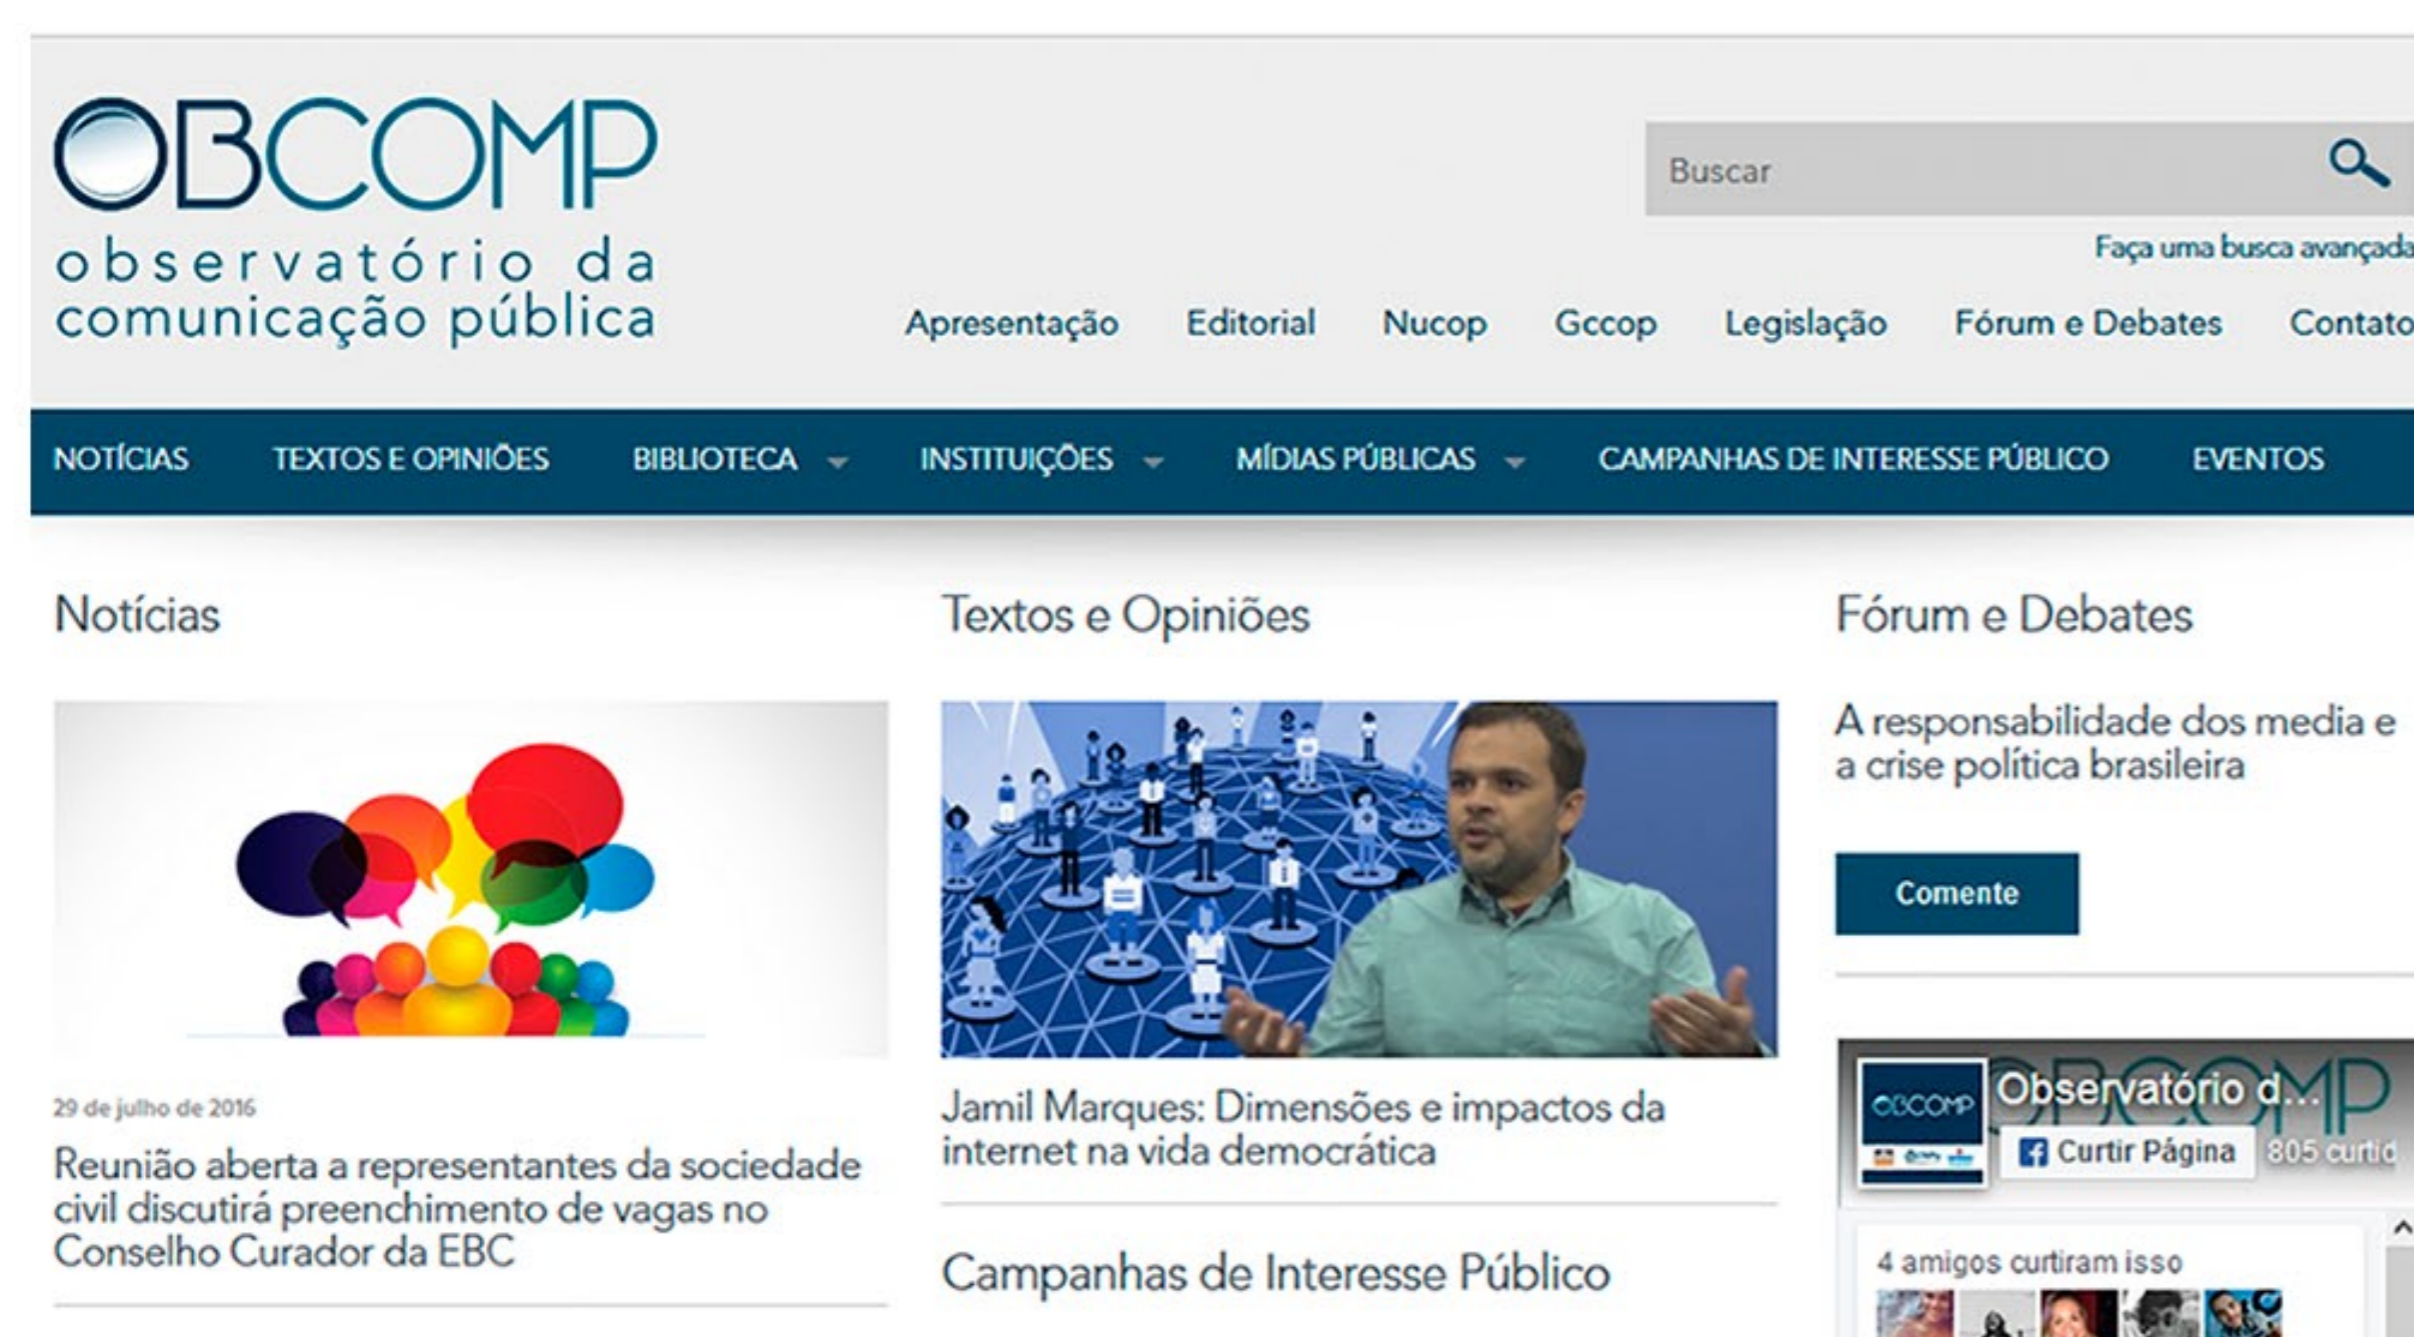 OBCOMP
observatório da
comunicação pública
Buscar
Faça uma busca avançada
Apresentação Editorial Nucop Gccop Legislação Fórum e Debates Contato
NOTÍCIAS TEXTOS E OPINIÕES BIBLIOTECA INSTITUIÇÕES MÍDIAS PÚBLICAS CAMPANHAS DE INTERESSE PÚBLICO EVENTOS
Notícias
29 de julho de 2016
Reunião aberta a representantes da sociedade
civil discutirá preenchimento de vagas no
Conselho Curador da EBC
Textos e Opiniões
Jamil Marques: Dimensões e impactos da
internet na vida democrática
Campanhas de Interesse Público
Fórum e Debates
A responsabilidade dos media e
a crise política brasileira
Comente
OBCOMP
OBCOMP
Observatório d...
Curtir Página 805 curtid
4 amigos curtiram isso